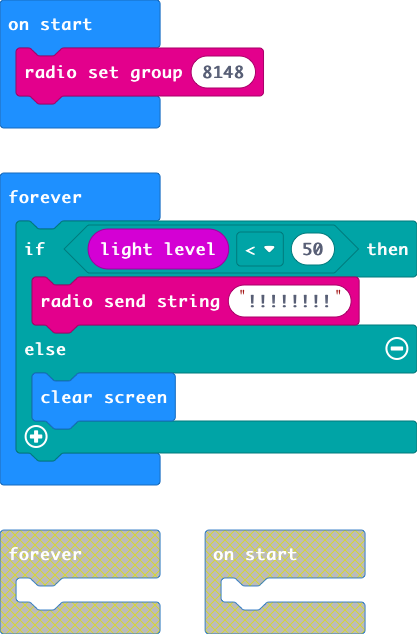 on start
radio set group 8148
forever
if light level < 50 then
radio send string "!!!!!!!!"
else
clear screen
forever on start